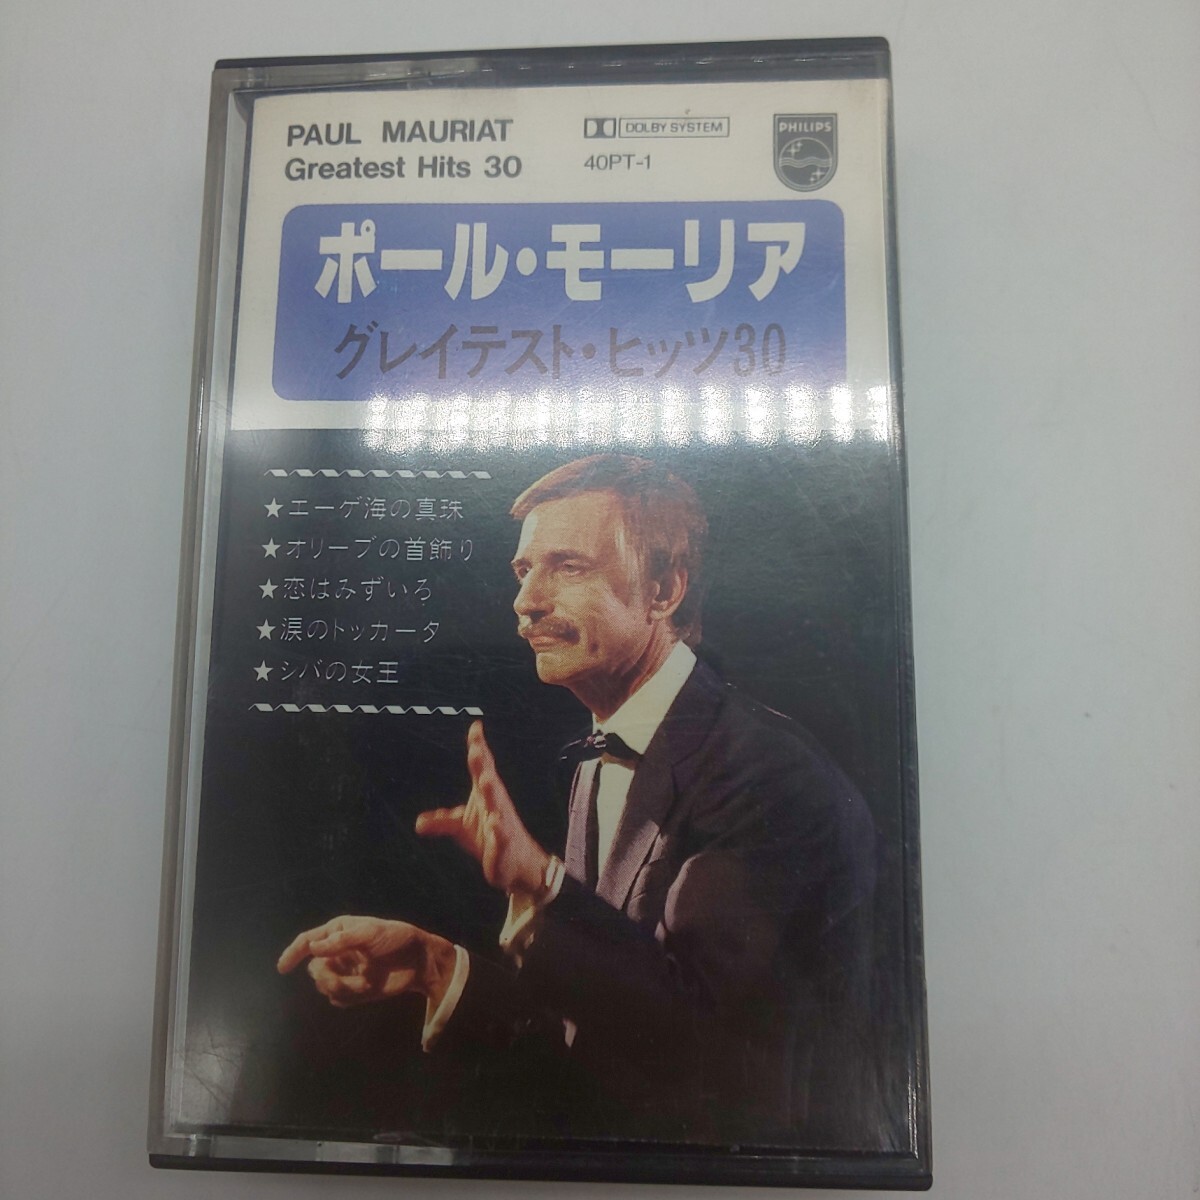 PAUL MAURIAT
Greatest Hits 30
DOLBY SYSTEM
40PT-1
PHILIPS
ポール・モーリア
グレイテスト・ヒッツ30
★エーゲ海の真珠
★オリーブの首飾り
★恋はみずいろ
★涙のトッカータ
★シバの女王